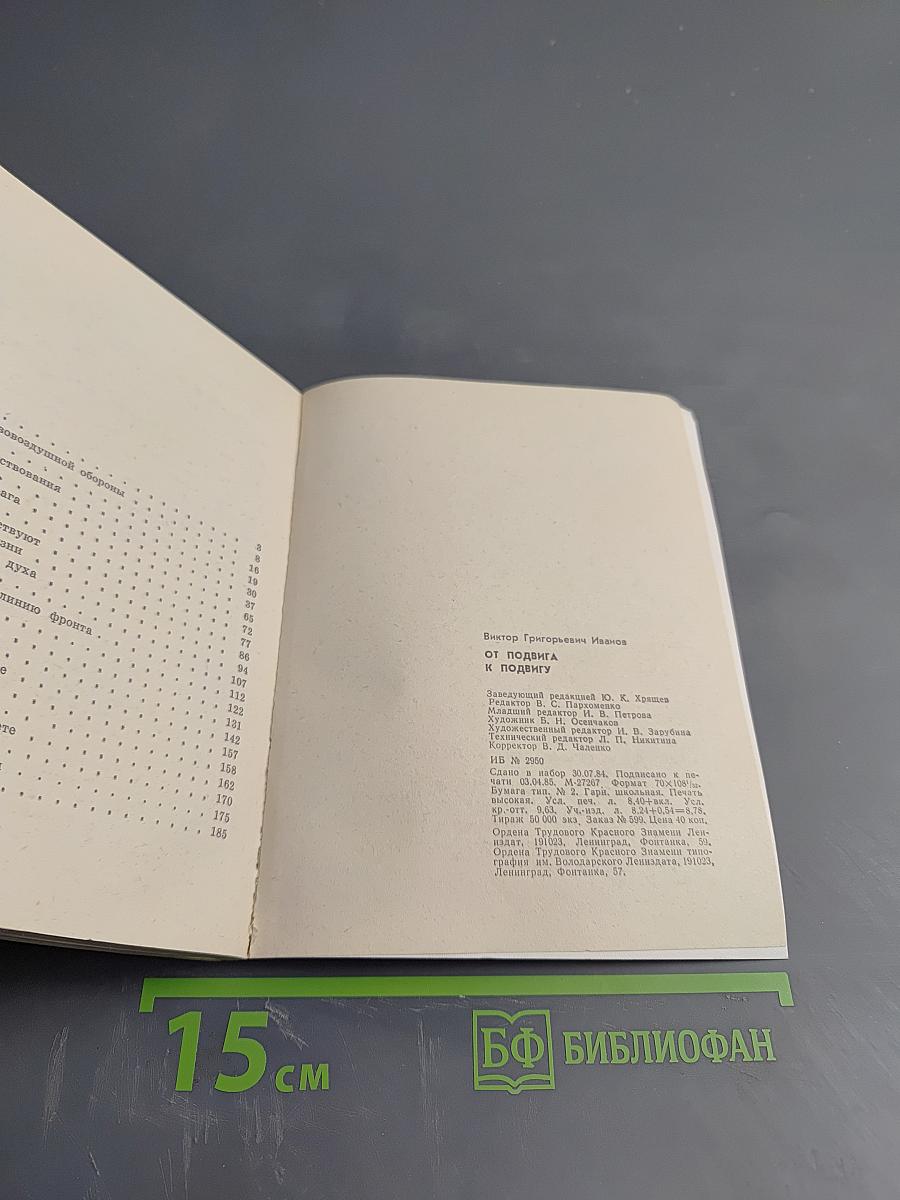 вовоздушной обороны
ствования
ага
ствуют
зни
духа
линию фронта
е
ете
и
3
8
16
19
30
37
65
72
77
86
94
107
112
122
131
142
157
158
162
170
175
185
Виктор Григорьевич Иванов
ОТ ПОДВИГА
К ПОДВИГУ
Заведующий редакцией Ю. К. Хрящев
Редактор В. С. Пархоменко
Младший редактор И. В. Петрова
Художник Б. Н. Осенчаков
Художественный редактор И. В. Зарубина
Технический редактор Л. П. Никитина
Корректор В. Д. Чаленко
ИБ № 2950
Сдано в набор 30.07.84. Подписано к пе-
чати 03.04.85. М-27267. Формат 70×108¹/₃₂.
Бумага тип. № 2. Гарн. школьная. Печать
высокая. Усл. печ. л. 8,40+вкл. Усл.
кр.-отт. 9,63. Уч.-изд. л. 8,24+0,54=8,78.
Тираж 50 000 экз. Заказ № 599. Цена 40 коп.
Ордена Трудового Красного Знамени Лен-
издат, 191023, Ленинград, Фонтанка, 59.
Ордена Трудового Красного Знамени типо-
графия им. Володарского Лениздата, 191023,
Ленинград, Фонтанка, 57.
15 см
БФ БИБЛИОФАН